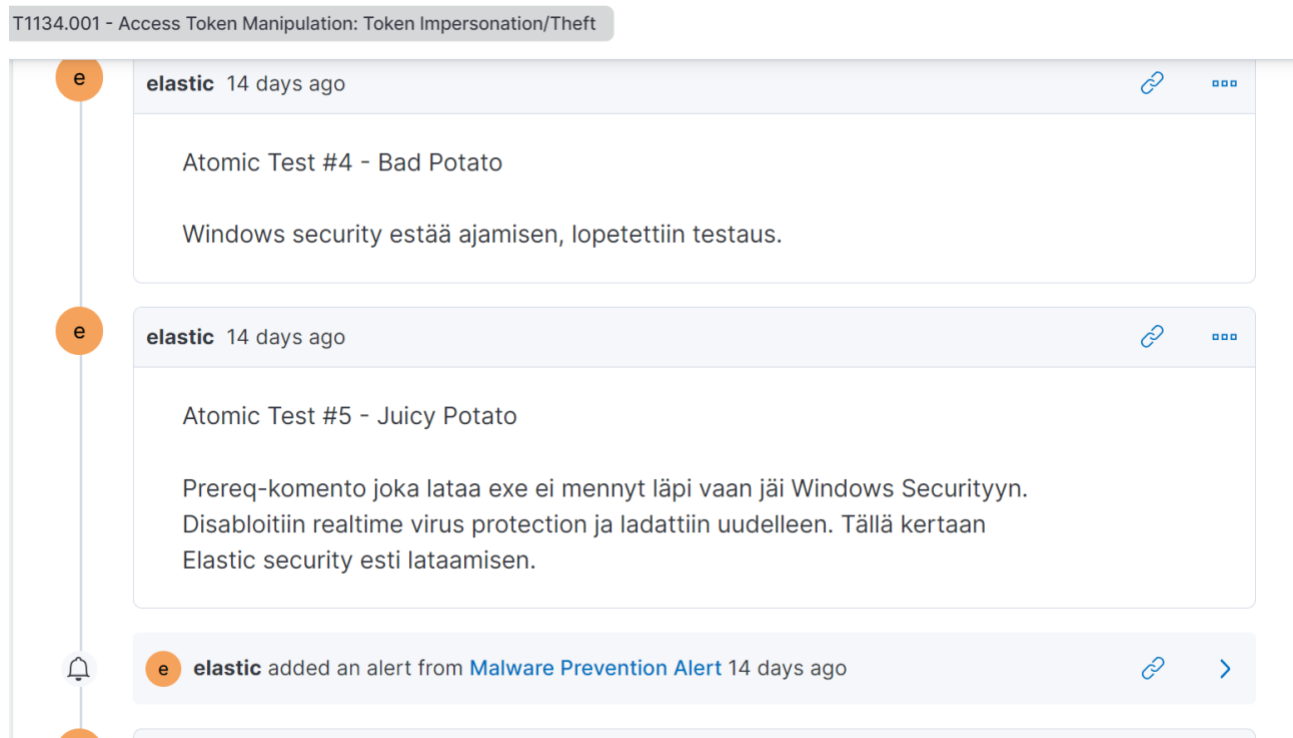 T1134.001 - Access Token Manipulation: Token Impersonation/Theft
e
elastic 14 days ago
Atomic Test #4 - Bad Potato
Windows security estää ajamisen, lopetettiin testaus.
e
elastic 14 days ago
Atomic Test #5 - Juicy Potato
Prereq-komento joka lataa exe ei mennyt läpi vaan jäi Windows Securityyn.
Disabloitiin realtime virus protection ja ladattiin uudelleen. Tällä kertaan
Elastic security esti lataamisen.
e elastic added an alert from Malware Prevention Alert 14 days ago